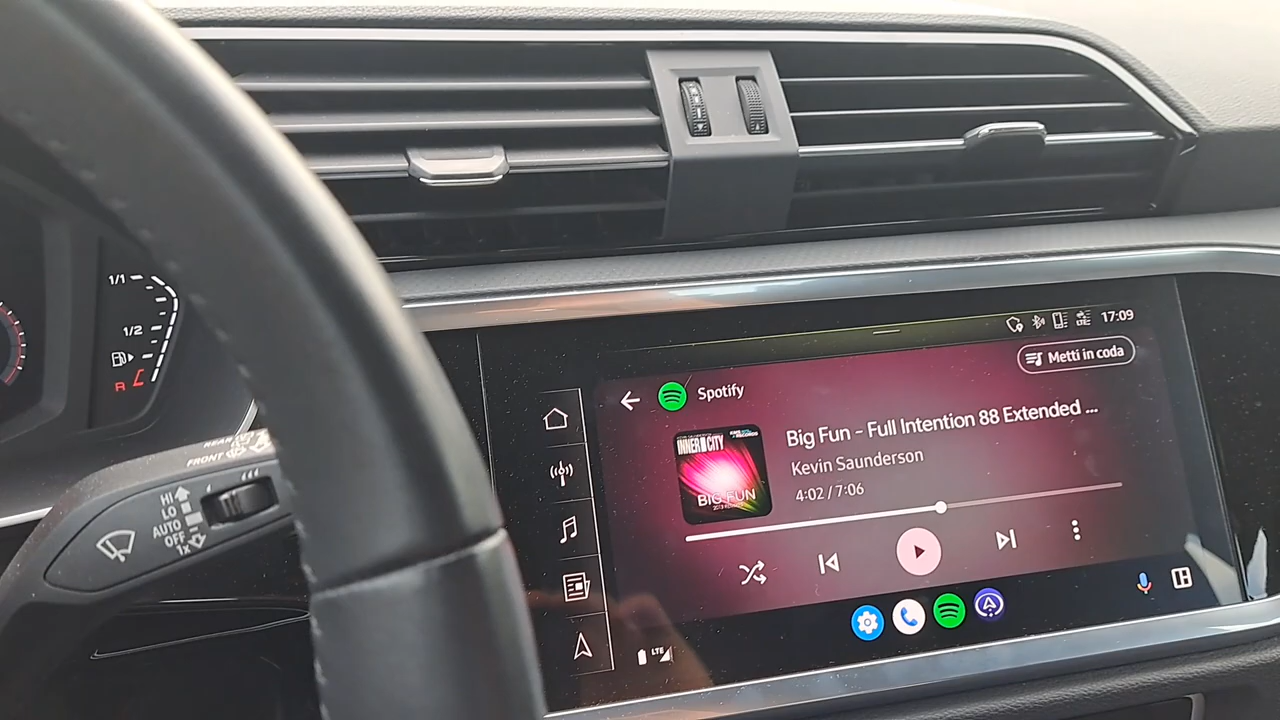 1/1
1/2
R
REAR
FRONT
HI
LO
AUTO
OFF
1x
17:09
Metti in coda
Spotify
INNER CITY
BIG FUN
Big Fun - Full Intention 88 Extended ...
Kevin Saunderson
4:02 / 7:06
LTE